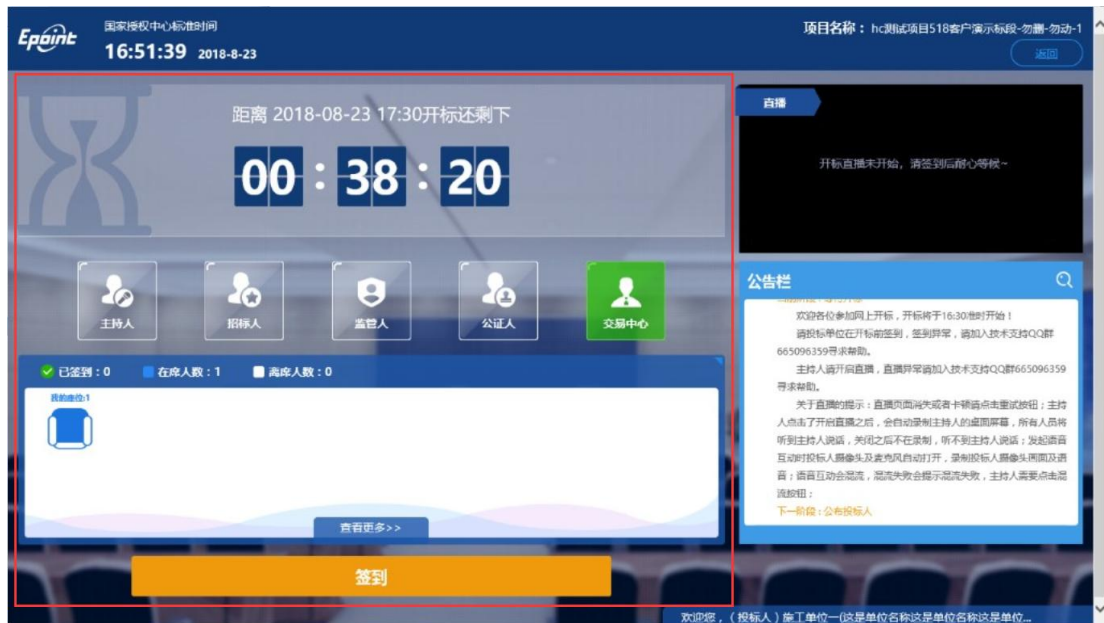 Epoint
国家授权中心标准时间
16:51:39 2018-8-23
项目名称：hc测试项目518客户演示标段-勿删-勿动-1
返回
距离 2018-08-23 17:30开标还剩下
00 : 38 : 20
主持人
招标人
监管人
公证人
交易中心
已签到：0 在席人数：1 离席人数：0
我的座位:1
查看更多>>
签到
直播
开标直播未开始，请签到后耐心等候~
公告栏
欢迎各位参加网上开标，开标将于16:30准时开始！
请投标单位在开标前签到，签到异常，请加入技术支持QQ群
665096359寻求帮助。
主持人请开启直播，直播异常请加入技术支持QQ群665096359
寻求帮助。
关于直播的提示：直播页面消失或者卡顿请点击重试按钮；主持
人点击了开启直播之后，会自动录制主持人的桌面屏幕，所有人员将
听到主持人说话，关闭之后不在录制，听不到主持人说话；发起语音
互动时投标人摄像头及麦克风自动打开，录制投标人摄像头画面及语
音；语音互动会混流，混流失败会提示混流失败，主持人需要点击混
流按钮；
下一阶段：公布投标人
欢迎您，（投标人）施工单位一(这是单位名称这是单位名称这是单位...